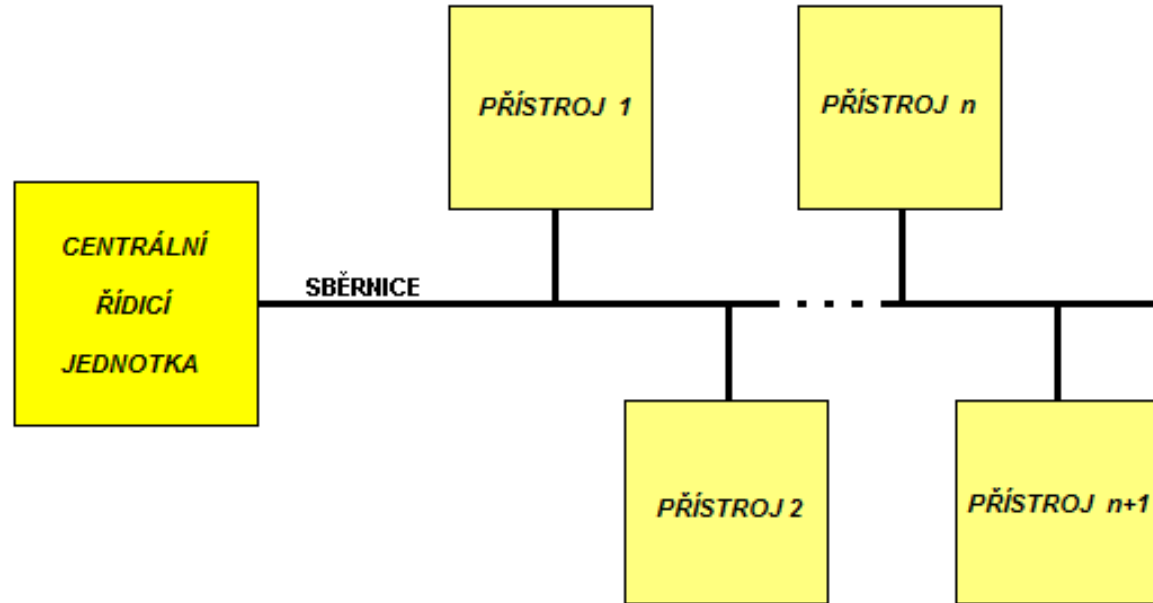 PŘÍSTROJ 1
PŘÍSTROJ n
CENTRÁLNÍ
ŘÍDICÍ
JEDNOTKA
SBĚRNICE
PŘÍSTROJ 2
PŘÍSTROJ n+1